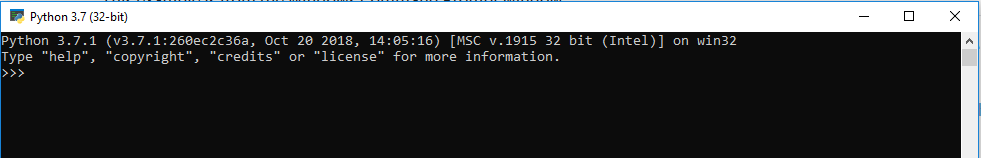 Python 3.7 (32-bit)
Python 3.7.1 (v3.7.1:260ec2c36a, Oct 20 2018, 14:05:16) [MSC v.1915 32 bit (Intel)] on win32
Type "help", "copyright", "credits" or "license" for more information.
>>>